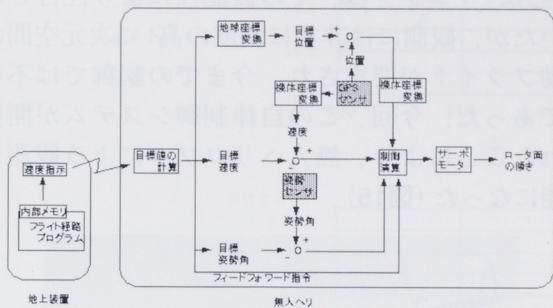 地球座標
変換
目標
位置
-
o
位置
機体座標
変換
GPS
センサ
機体座標
変換
速度
速度指示
内部メモリ
フライト経路
プログラム
地上装置
目標値の
計算
目標
速度
-
o
姿勢
センサ
姿勢角
目標
姿勢角
-
o
+
制御
演算
サーボ
モータ
ロータ面
の傾き
フィードフォワード指令
無人ヘリ